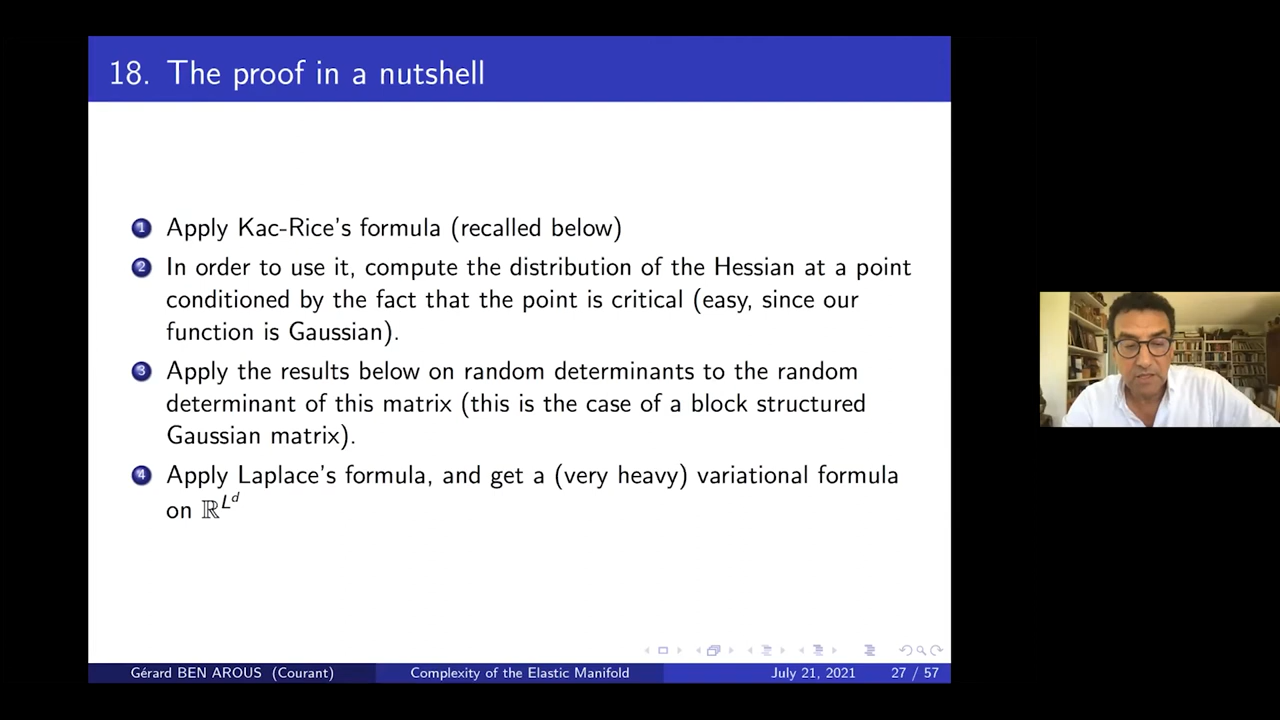 18. The proof in a nutshell
1 Apply Kac-Rice's formula (recalled below)
2 In order to use it, compute the distribution of the Hessian at a point
conditioned by the fact that the point is critical (easy, since our
function is Gaussian).
3 Apply the results below on random determinants to the random
determinant of this matrix (this is the case of a block structured
Gaussian matrix).
4 Apply Laplace's formula, and get a (very heavy) variational formula
on ℝ^{L^d}
Gérard BEN AROUS (Courant) Complexity of the Elastic Manifold July 21, 2021 27 / 57